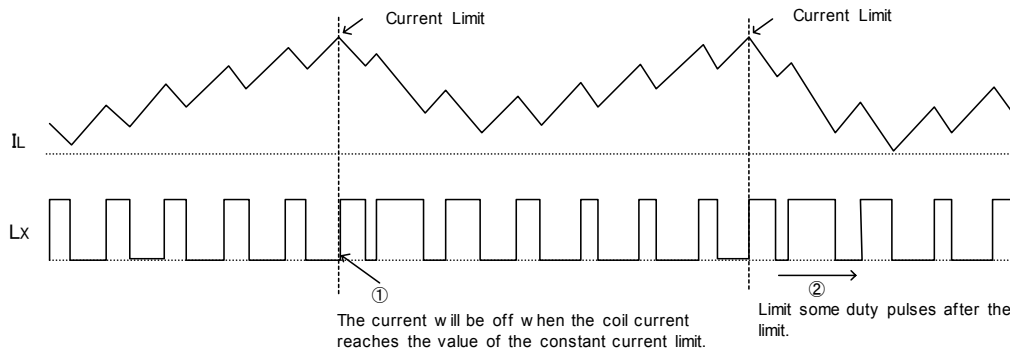 Current Limit
Current Limit
IL
Lx
①
②
The current will be off when the coil current
reaches the value of the constant current limit.
Limit some duty pulses after the
limit.